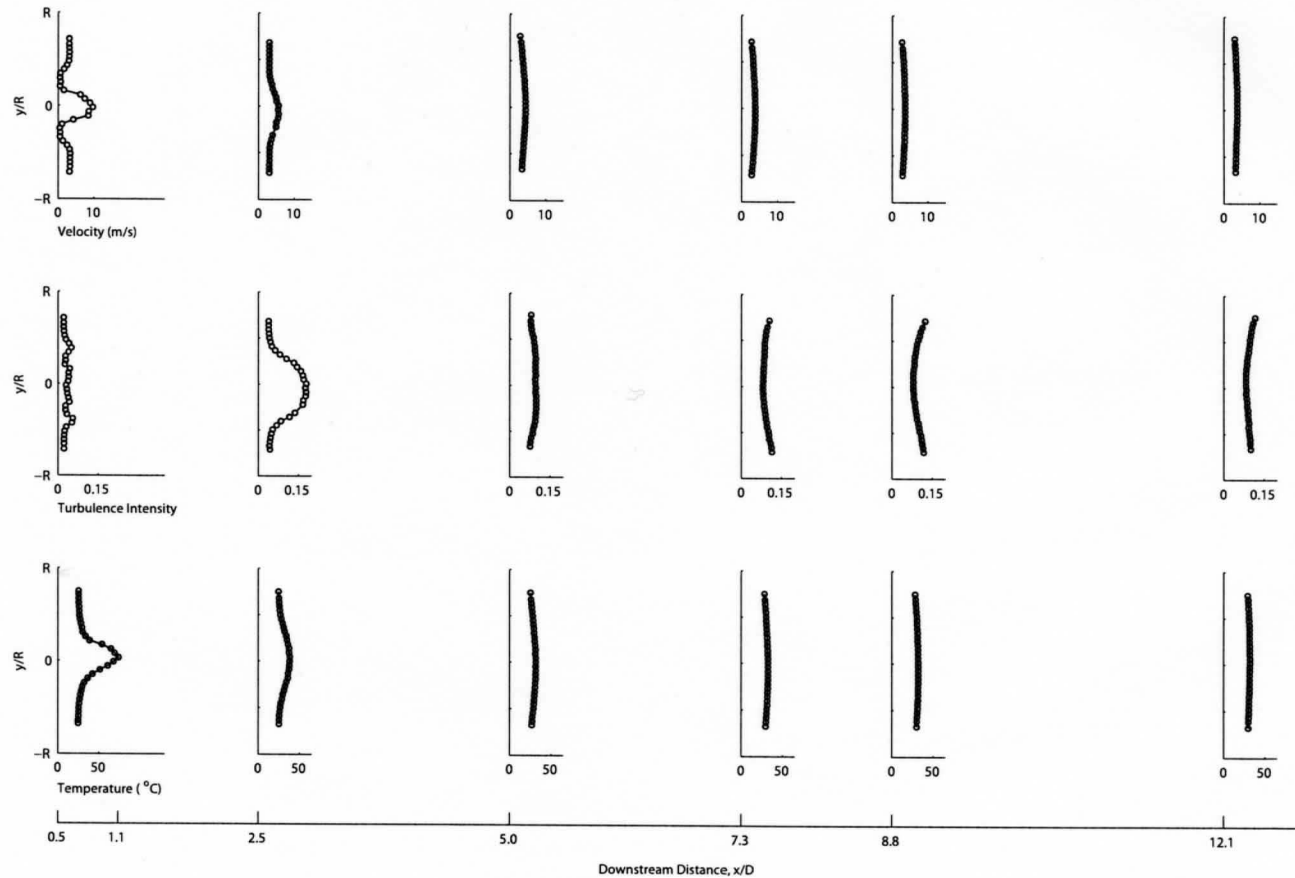 R
y/R
0
−R
0 10
0 10
0 10
0 10
0 10
0 10
Velocity (m/s)
R
y/R
0
−R
0 0.15
0 0.15
0 0.15
0 0.15
0 0.15
0 0.15
Turbulence Intensity
R
y/R
0
−R
0 50
0 50
0 50
0 50
0 50
0 50
Temperature ( °C)
0.5 1.1 2.5 5.0 7.3 8.8 12.1
Downstream Distance, x/D